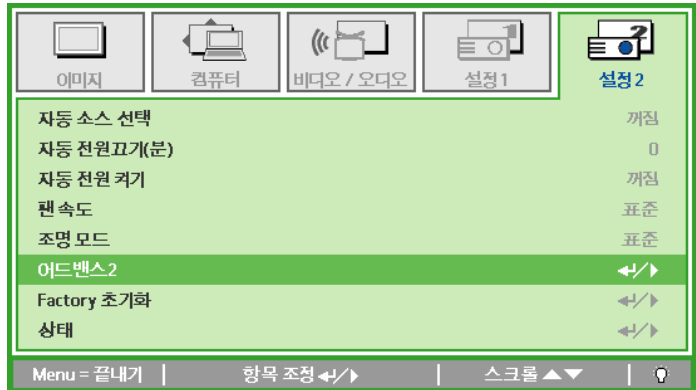 이미지 컴퓨터 비디오 / 오디오 설정 1 설정 2
자동 소스 선택 꺼짐
자동 전원끄기(분) 0
자동 전원 켜기 꺼짐
팬 속도 표준
조명 모드 표준
어드밴스2 ↵/▶
Factory 초기화 ↵/▶
상태 ↵/▶
Menu = 끝내기 항목 조정 ↵/▶ 스크롤 ▲▼